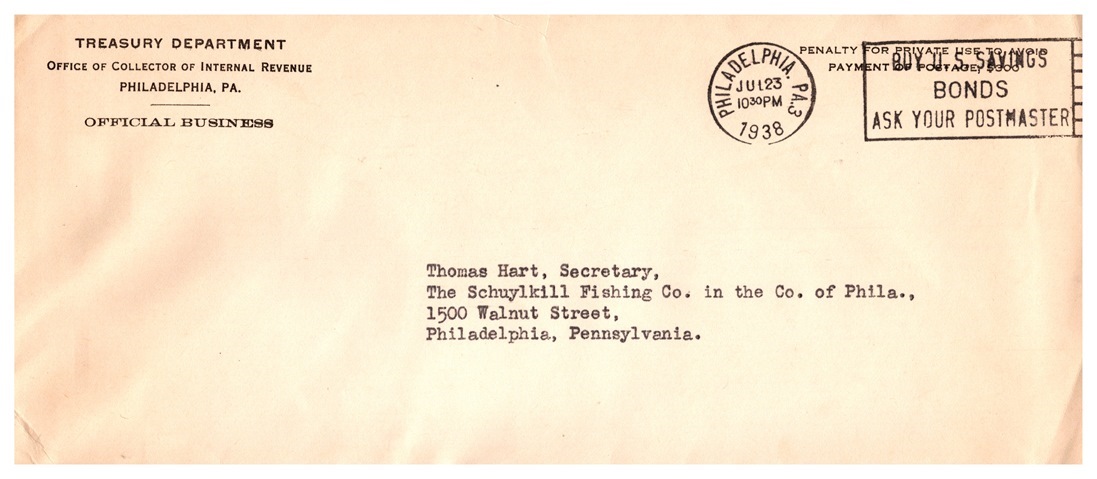 TREASURY DEPARTMENT
OFFICE OF COLLECTOR OF INTERNAL REVENUE
PHILADELPHIA, PA.
OFFICIAL BUSINESS
PENALTY FOR PRIVATE USE TO AVOID
PAYMENT OF POSTAGE, $300
PHILADELPHIA, PA. 3
JUL 23
10 30 PM
1938
BUY U.S. SAVINGS
BONDS
ASK YOUR POSTMASTER
Thomas Hart, Secretary,
The Schuylkill Fishing Co. in the Co. of Phila.,
1500 Walnut Street,
Philadelphia, Pennsylvania.